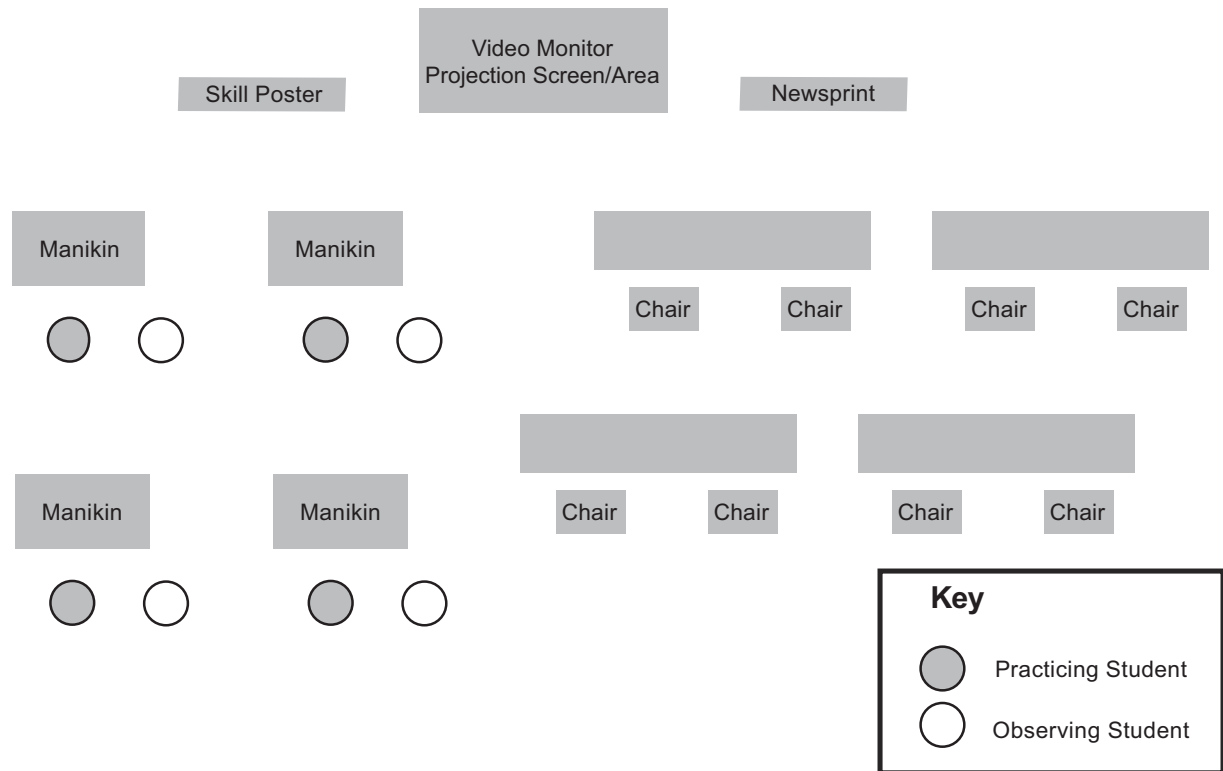 Video Monitor
Projection Screen/Area
Skill Poster
Newsprint
Manikin
Manikin
Chair
Chair
Chair
Chair
Manikin
Manikin
Chair
Chair
Chair
Chair
Key
Practicing Student
Observing Student